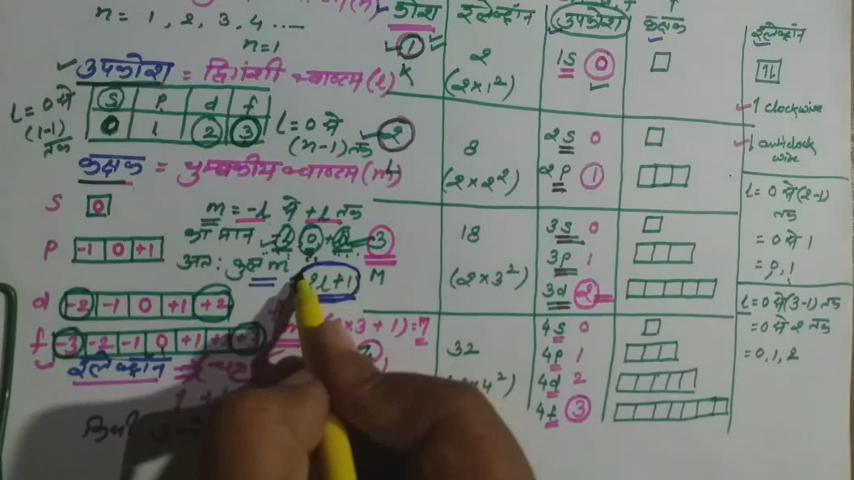 n = 1, 2, 3, 4 ....
n=1
उपकोश = द्विगंशी क्वाण्टम (l)
L=0 से
(1-1)
तक
s p d f
0 1 2 3
L=0 से
(n-1) तक
कक्षक = चुम्बकीय क्वाण्टम (m)
S 0
m = -L से +L तक
P -1 0 +1
का मान
अतः कुल m
2l+1)
d -2 -1 0 +1 +2
f -3 -2 -1 0 +1
×3+1)=7
इलेक्ट्रॉन
कोश इलेक्ट्रॉन उपकोश कक्षक इलेक्ट्रॉन
1 2 1S 0
K (2×1²)
2 8 2S 0
L (2×2²) 2P 1
3 18 3S 0
M (2×3²) 3P 1
3d 2
32 4S 0
4P 1
4d 2
4f 3
1L
1 clockwire
1 anticlock
wire
L=0 से (2-1)
तक
=0 से 1
=0, 1
L=0 से (3-1) तक
=0 से 2 तक
=0,1,2